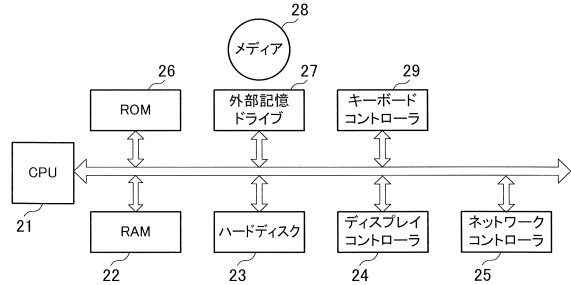 28
メディア
26
27
29
ROM
外部記憶
ドライブ
キーボード
コントローラ
CPU
21
RAM
ハードディスク
ディスプレイ
コントローラ
ネットワーク
コントローラ
22
23
24
25